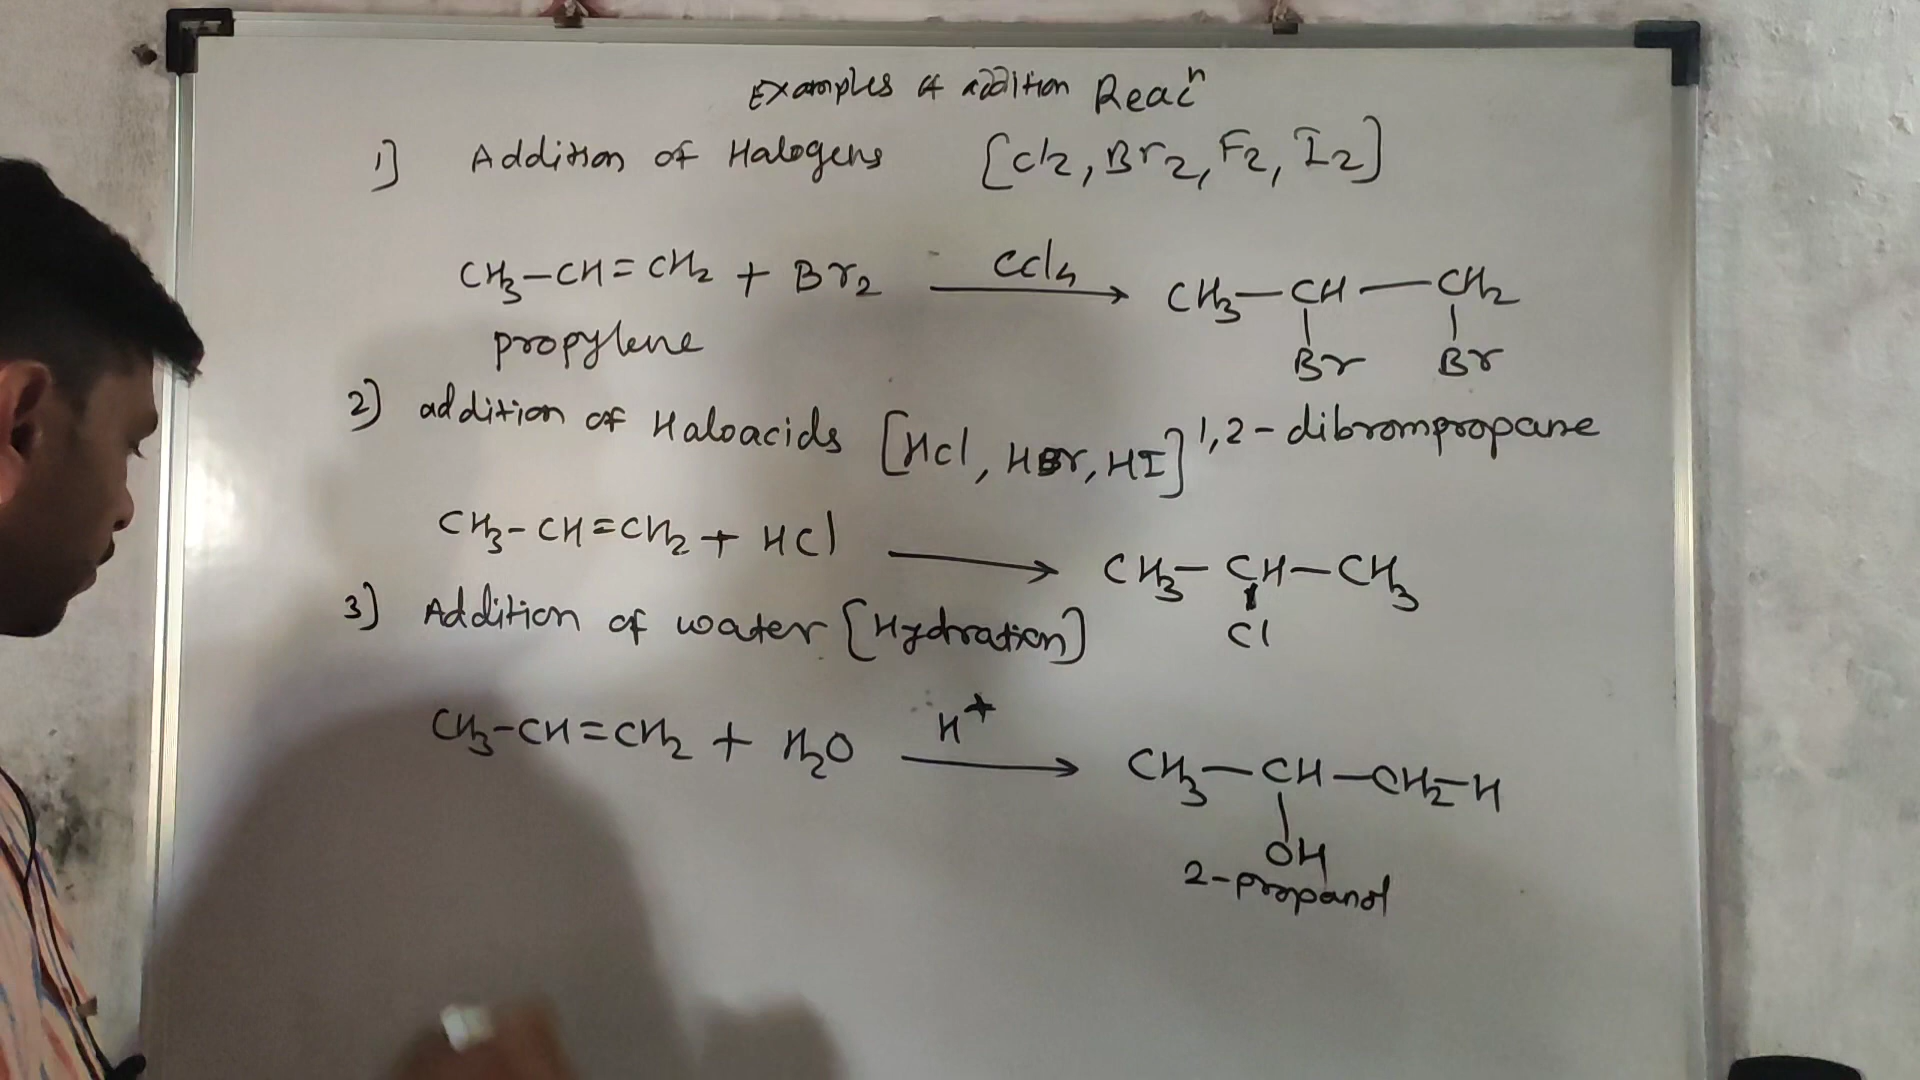 Examples of addition Reacⁿ
1] Addition of Halogens [Cl2, Br2, F2, I2]
CH3-CH=CH2 + Br2 CCl4 → CH3-CH-CH2
propylene
Br Br
2) addition of Haloacids [HCl, HBr, HI] 1,2-dibrompropane
CH3-CH=CH2 + HCl → CH3-CH-CH3
Cl
3) Addition of water [Hydration]
CH3-CH=CH2 + H2O H+ → CH3-CH-CH2-H
OH
2-propanol